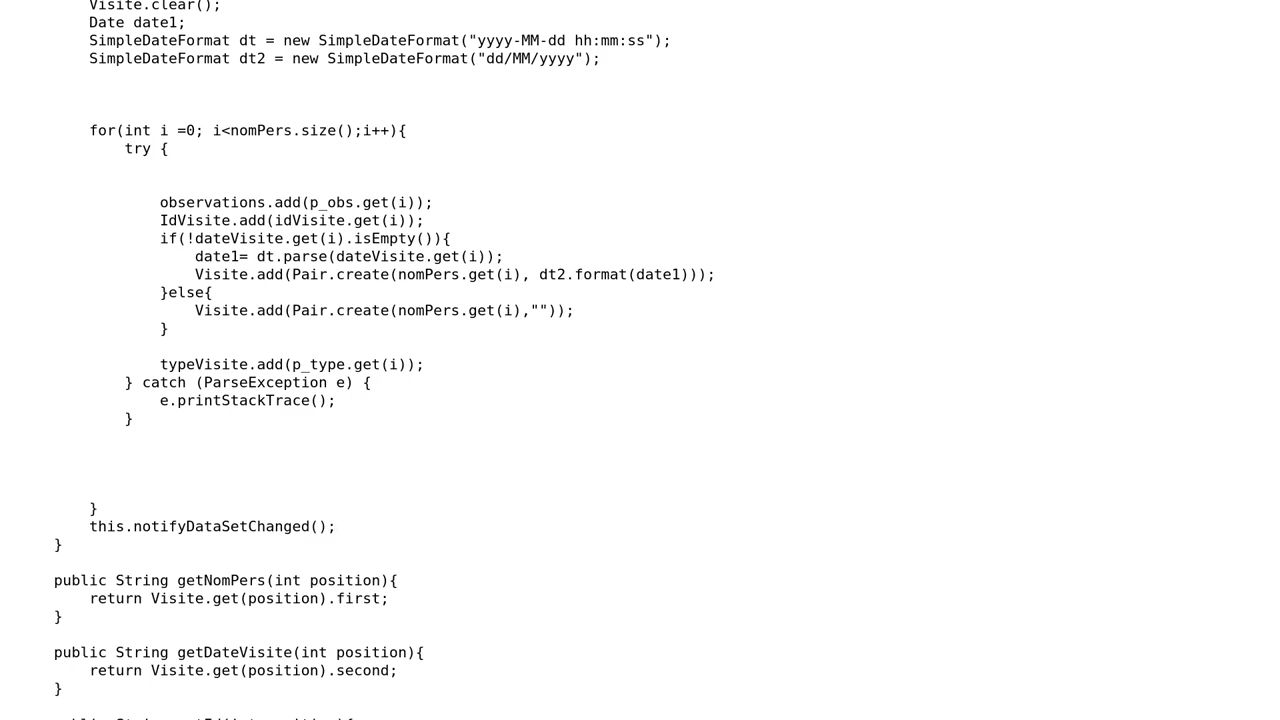 Visite.clear();
Date date1;
SimpleDateFormat dt = new SimpleDateFormat("yyyy-MM-dd hh:mm:ss");
SimpleDateFormat dt2 = new SimpleDateFormat("dd/MM/yyyy");
for(int i =0; i<nomPers.size();i++){
try {
observations.add(p_obs.get(i));
IdVisite.add(idVisite.get(i));
if(!dateVisite.get(i).isEmpty()){
date1= dt.parse(dateVisite.get(i));
Visite.add(Pair.create(nomPers.get(i), dt2.format(date1)));
}else{
Visite.add(Pair.create(nomPers.get(i),""));
}
typeVisite.add(p_type.get(i));
} catch (ParseException e) {
e.printStackTrace();
}
}
this.notifyDataSetChanged();
}
public String getNomPers(int position){
return Visite.get(position).first;
}
public String getDateVisite(int position){
return Visite.get(position).second;
}